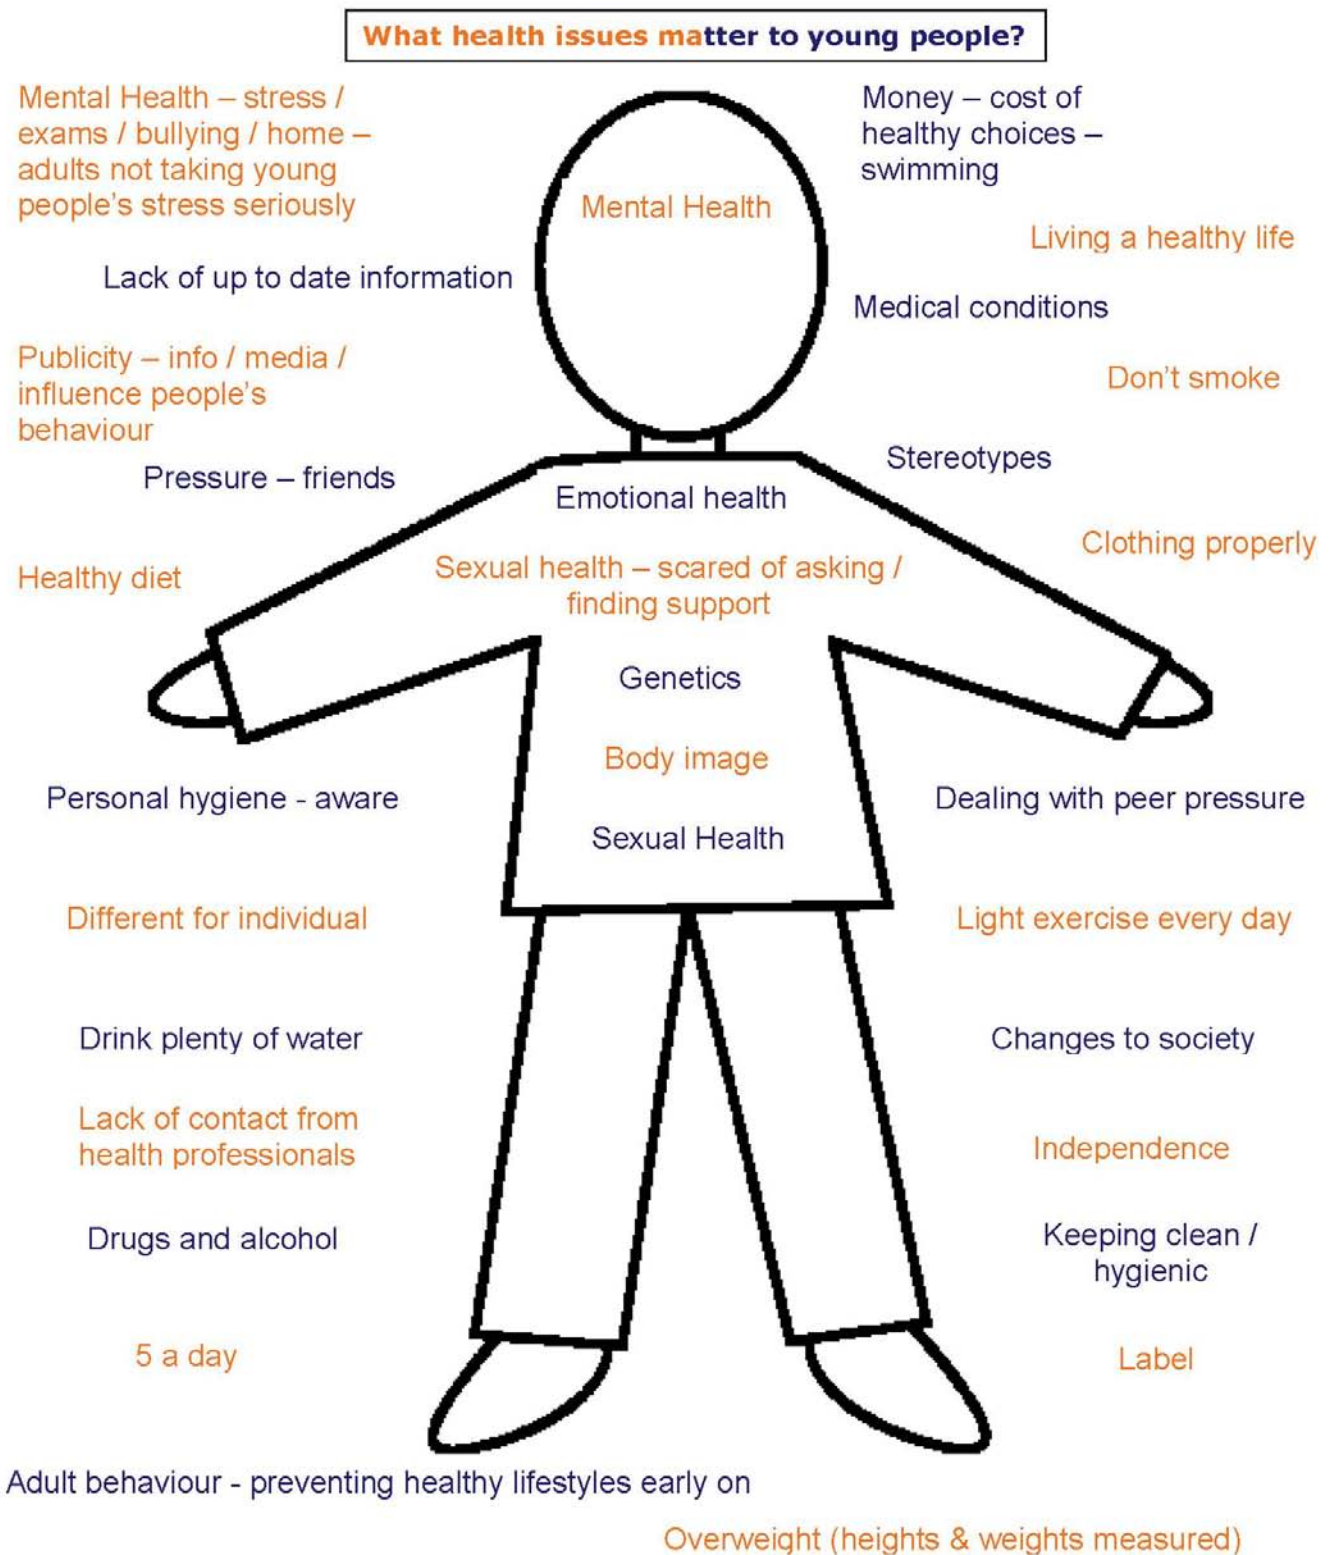 What health issues matter to young people?
Mental Health – stress /
exams / bullying / home –
adults not taking young
people's stress seriously
Money – cost of
healthy choices –
swimming
Mental Health
Living a healthy life
Lack of up to date information
Medical conditions
Publicity – info / media /
influence people's
behaviour
Don't smoke
Pressure – friends
Stereotypes
Emotional health
Clothing properly
Healthy diet
Sexual health – scared of asking /
finding support
Genetics
Body image
Personal hygiene - aware
Dealing with peer pressure
Sexual Health
Different for individual
Light exercise every day
Drink plenty of water
Changes to society
Lack of contact from
health professionals
Independence
Drugs and alcohol
Keeping clean /
hygienic
5 a day
Label
Adult behaviour - preventing healthy lifestyles early on
Overweight (heights & weights measured)